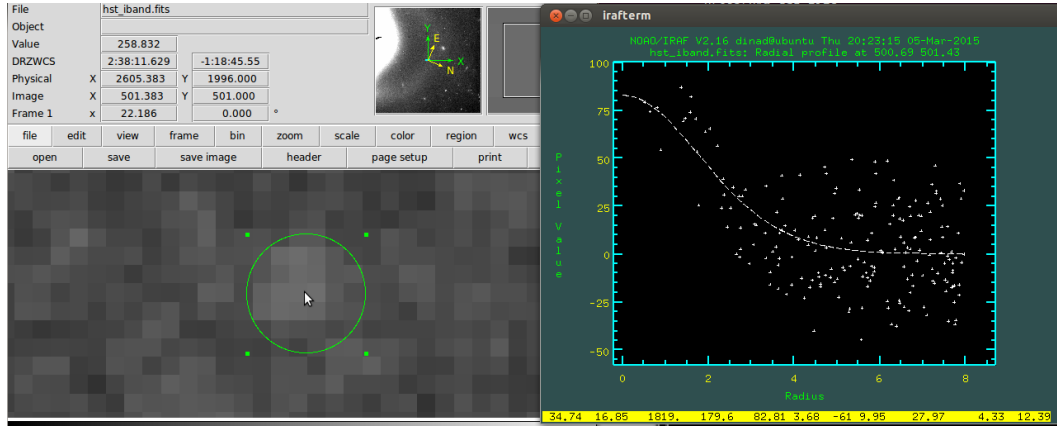 File hst_iband.fits
Object
Value 258.832
DRZWCS 2:38:11.629 -1:18:45.55
Physical X 2605.383 Y 1996.000
Image X 501.383 Y 501.000
Frame 1 x 22.186 0.000 °
Y
E
X
N
file edit view frame bin zoom scale color region wcs
open save save image header page setup print
irafterm
NOAO/IRAF V2.16 dinad@ubuntu Thu 20:23:15 05-Mar-2015
hst_iband.fits: Radial profile at 500.69 501.43
100
75
50
25
0
-25
-50
Pixel Value
0 2 4 6 8
Radius
34.74 16.85 1819. 179.6 82.81 3.68 -61 9.95 27.97 4.33 12.39